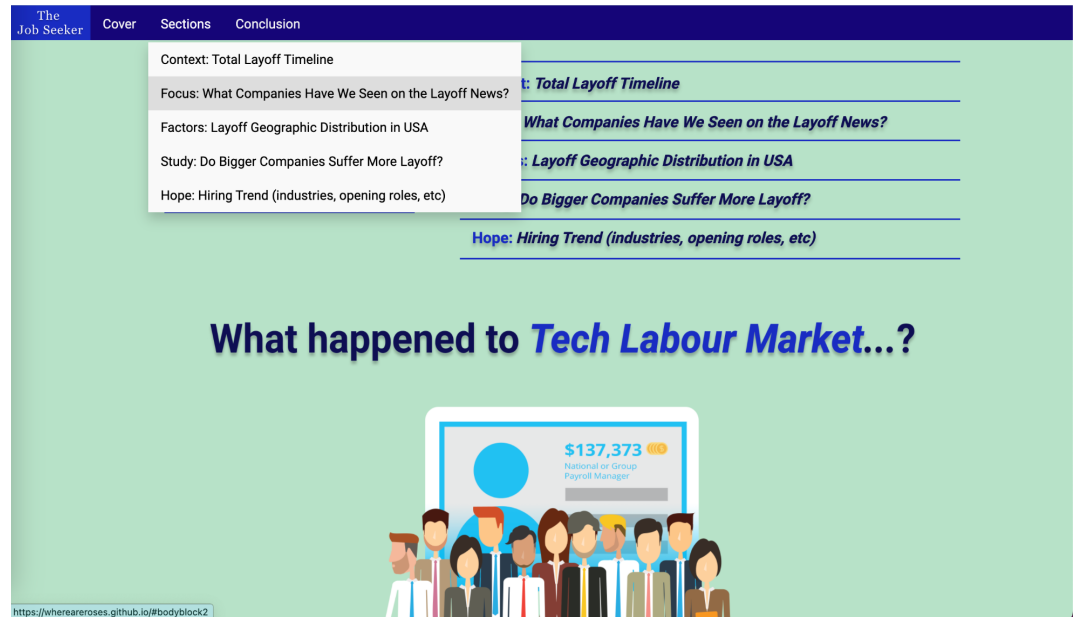 The
Job Seeker
Cover
Sections
Conclusion
Context: Total Layoff Timeline
Focus: What Companies Have We Seen on the Layoff News?
Factors: Layoff Geographic Distribution in USA
Study: Do Bigger Companies Suffer More Layoff?
Hope: Hiring Trend (industries, opening roles, etc)
t: Total Layoff Timeline
What Companies Have We Seen on the Layoff News?
s: Layoff Geographic Distribution in USA
Do Bigger Companies Suffer More Layoff?
Hope: Hiring Trend (industries, opening roles, etc)
What happened to Tech Labour Market...?
$137,373
National or Group
Payroll Manager
https://whereareroses.github.io/#bodyblock2